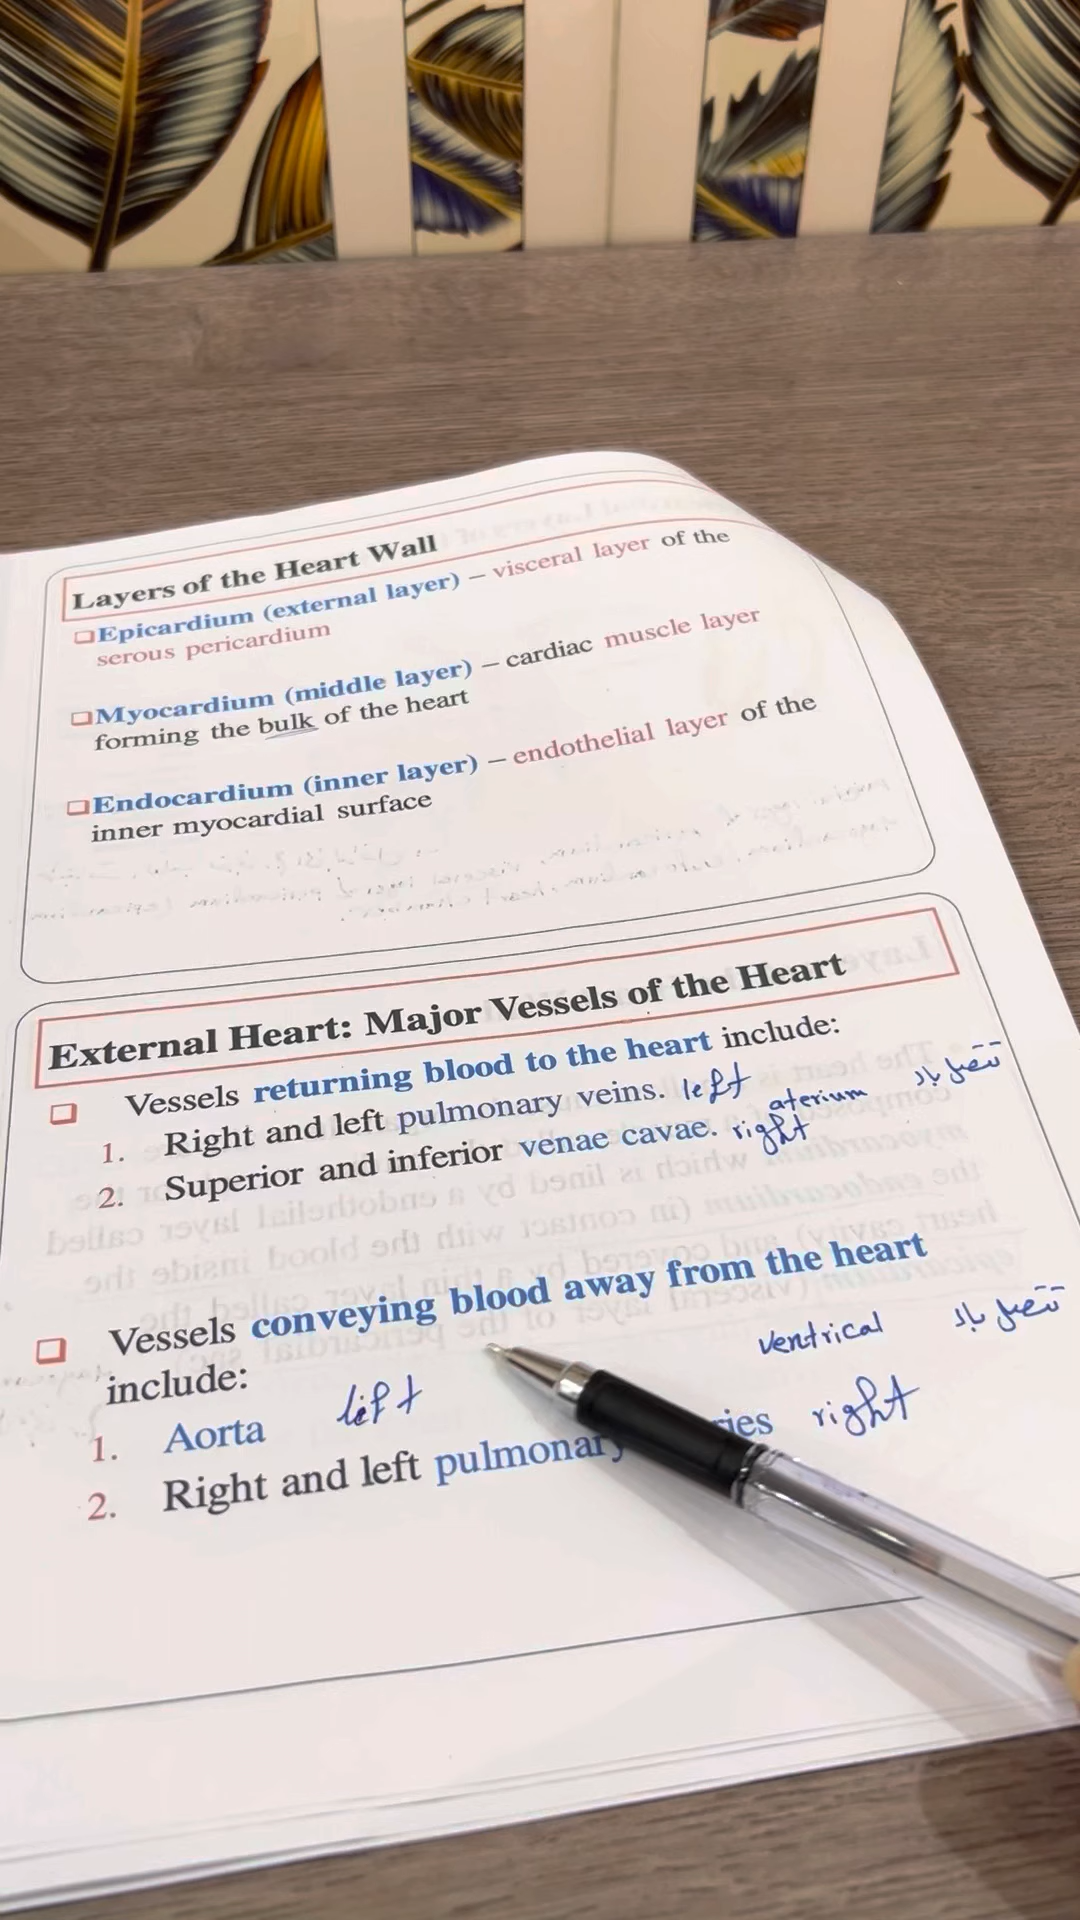 Layers of the Heart Wall
❑Epicardium (external layer) – visceral layer of the
serous pericardium
❑Myocardium (middle layer) – cardiac muscle layer
forming the bulk of the heart
❑Endocardium (inner layer) – endothelial layer of the
inner myocardial surface
External Heart: Major Vessels of the Heart
❑ Vessels returning blood to the heart include:
1. Right and left pulmonary veins. left aterium تتصل بـ
2. Superior and inferior venae cavae. right
❑ Vessels conveying blood away from the heart
include: ventrical تتصل بـ
1. Aorta left
2. Right and left pulmonary right